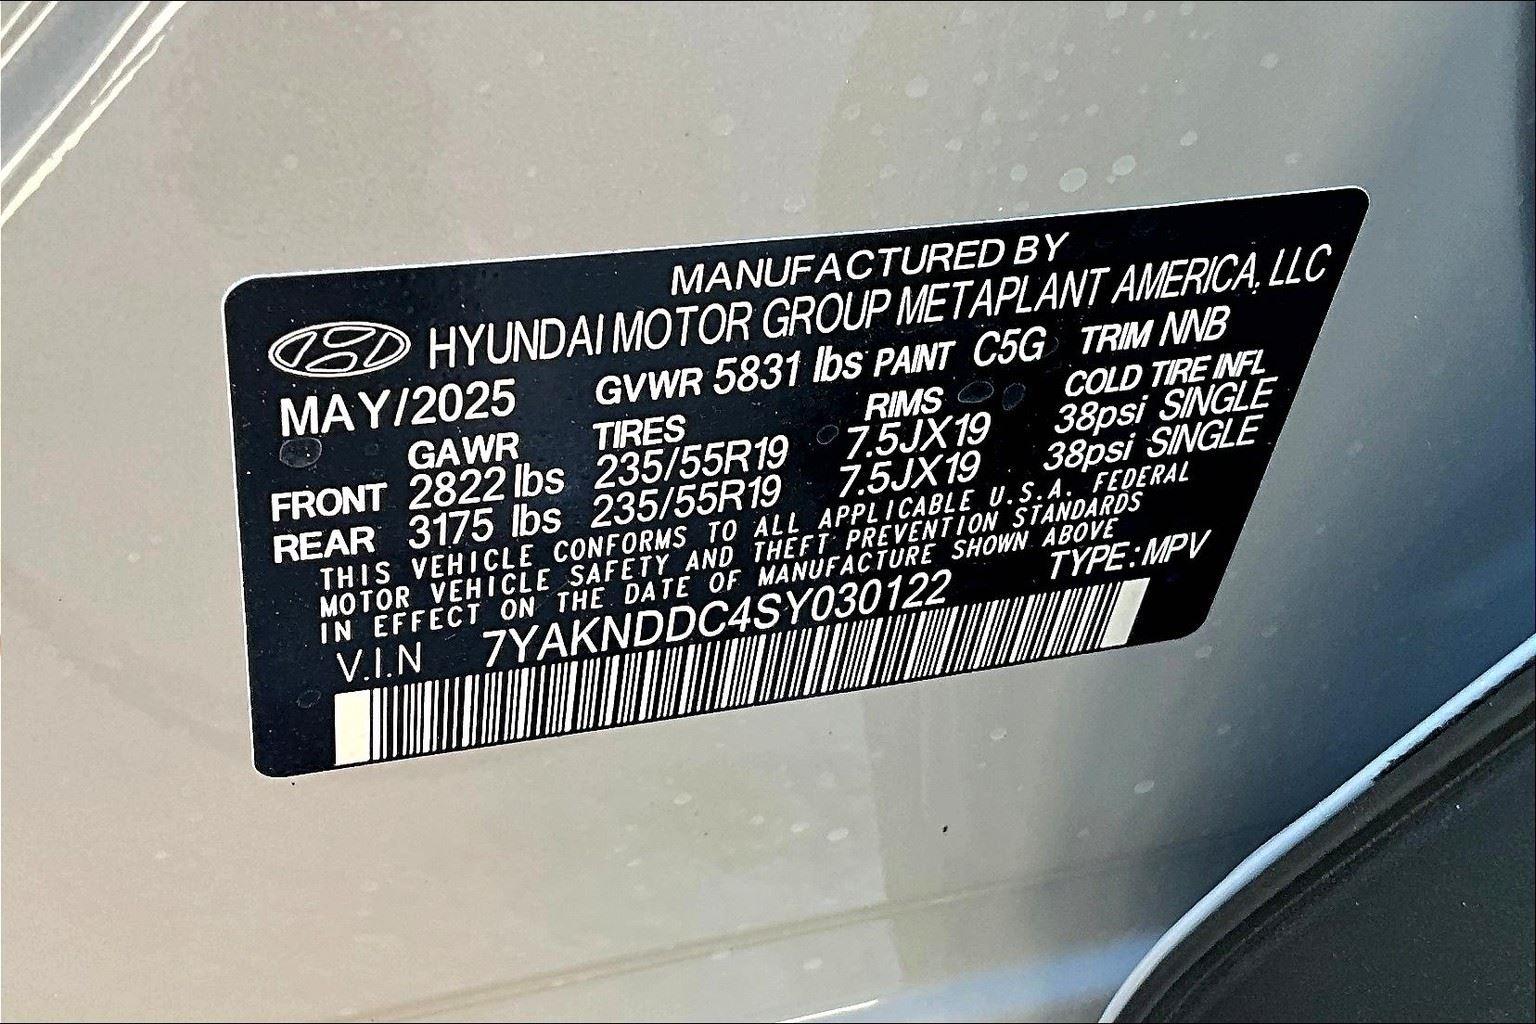 MANUFACTURED BY
HYUNDAI MOTOR GROUP METAPLANT AMERICA, LLC
MAY/2025 GVWR 5831 lbs PAINT C5G TRIM NNB
GAWR TIRES RIMS COLD TIRE INFL
FRONT 2822 lbs 235/55R19 7.5JX19 38psi SINGLE
REAR 3175 lbs 235/55R19 7.5JX19 38psi SINGLE
THIS VEHICLE CONFORMS TO ALL APPLICABLE U.S.A. FEDERAL
MOTOR VEHICLE SAFETY AND THEFT PREVENTION STANDARDS
IN EFFECT ON THE DATE OF MANUFACTURE SHOWN ABOVE
V.I.N 7YAKNDDC4SY030122 TYPE:MPV